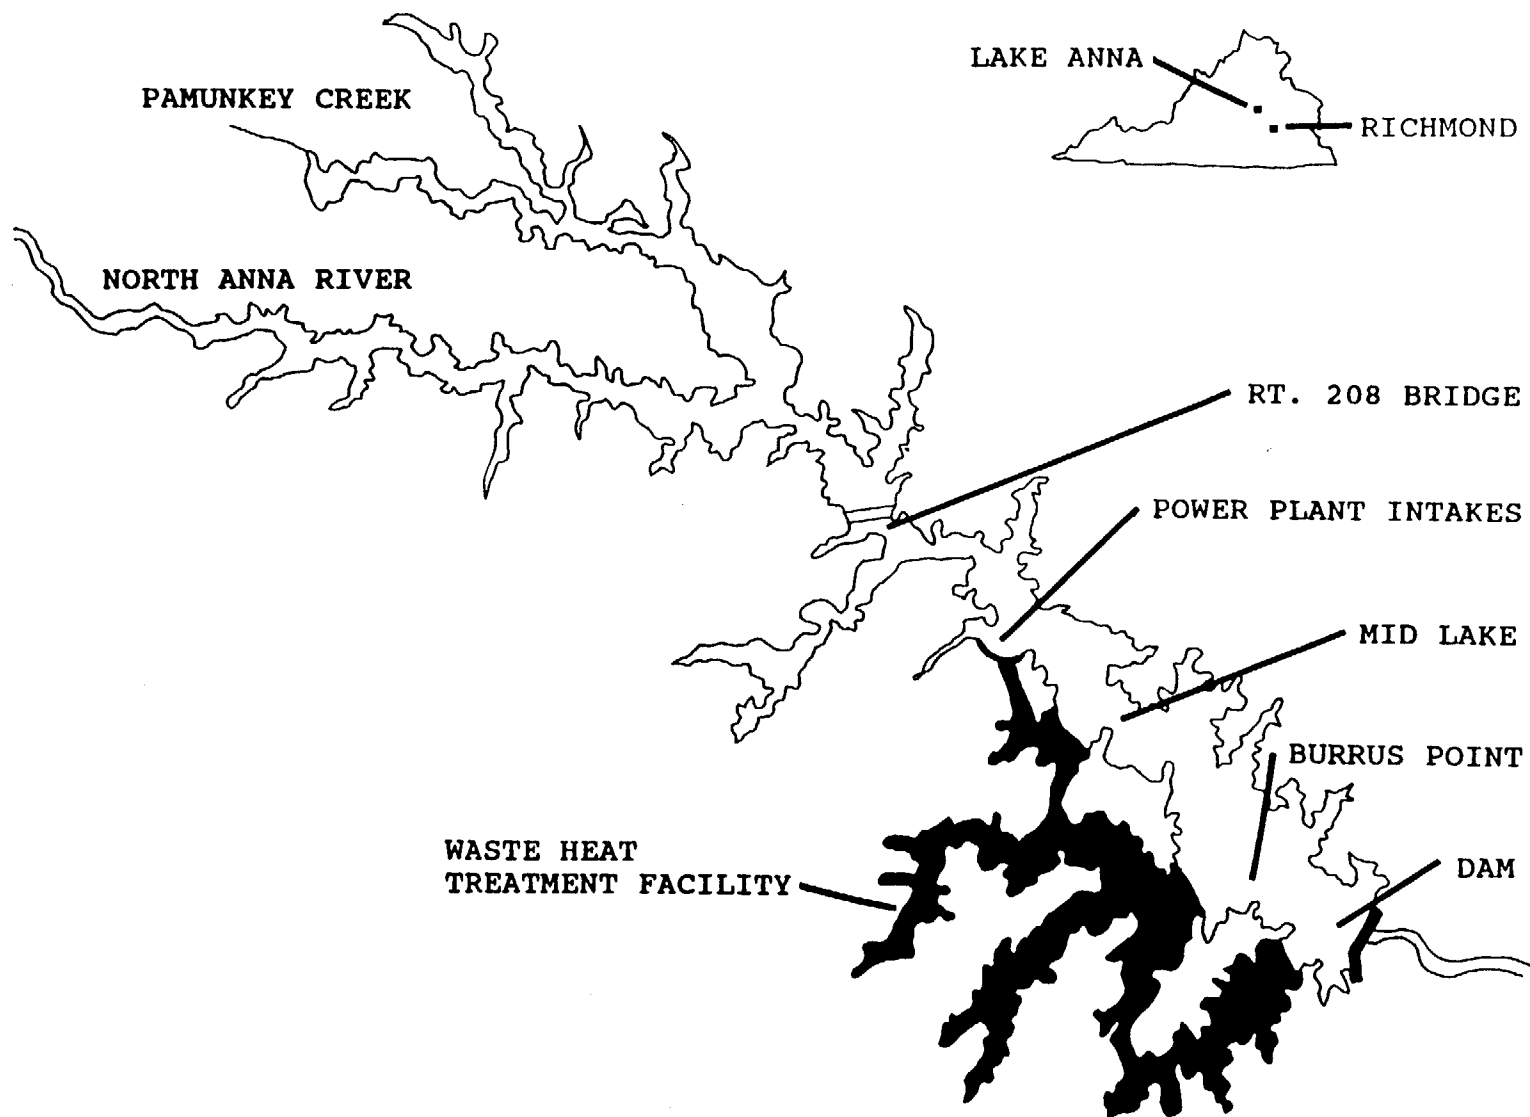 LAKE ANNA
PAMUNKEY CREEK
RICHMOND
NORTH ANNA RIVER
RT. 208 BRIDGE
POWER PLANT INTAKES
MID LAKE
BURRUS POINT
WASTE HEAT
TREATMENT FACILITY
DAM